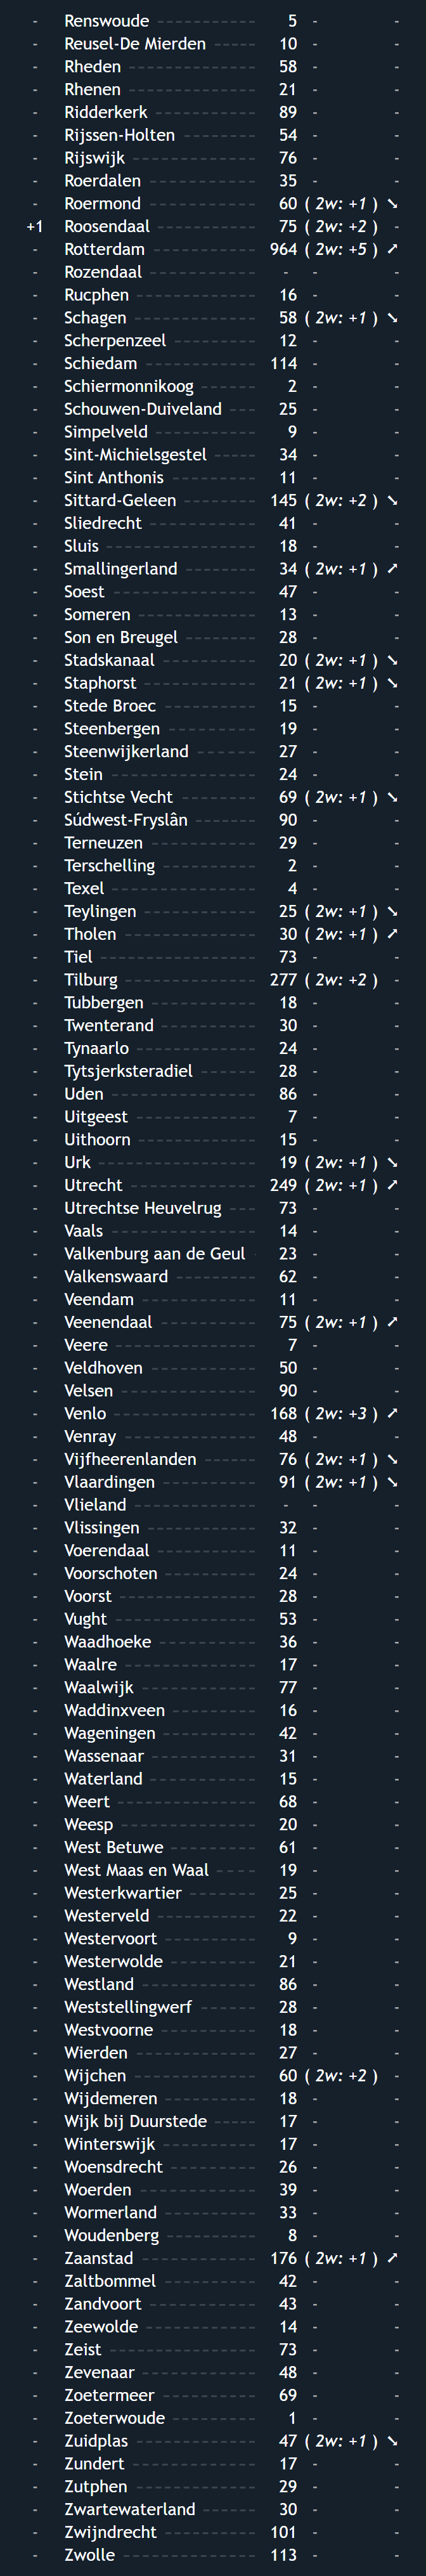 - Renswoude ----------- 5 - -
- Reusel-De Mierden ------ 10 - -
- Rheden -------------- 58 - -
- Rhenen -------------- 21 - -
- Ridderkerk ----------- 89 - -
- Rijssen-Holten --------- 54 - -
- Rijswijk ------------- 76 - -
- Roerdalen ----------- 35 - -
- Roermond ----------- 60 ( 2w: +1 ) ↘
+1 Roosendaal ---------- 75 ( 2w: +2 ) -
- Rotterdam ----------- 964 ( 2w: +5 ) ↗
- Rozendaal ----------- - - -
- Rucphen ------------- 16 - -
- Schagen ------------- 58 ( 2w: +1 ) ↘
- Scherpenzeel --------- 12 - -
- Schiedam ------------ 114 - -
- Schiermonnikoog ------ 2 - -
- Schouwen-Duiveland --- 25 - -
- Simpelveld ----------- 9 - -
- Sint-Michielsgestel ----- 34 - -
- Sint Anthonis --------- 11 - -
- Sittard-Geleen -------- 145 ( 2w: +2 ) ↘
- Sliedrecht ----------- 41 - -
- Sluis --------------- 18 - -
- Smallingerland -------- 34 ( 2w: +1 ) ↗
- Soest --------------- 47 - -
- Someren ------------ 13 - -
- Son en Breugel -------- 28 - -
- Stadskanaal ---------- 20 ( 2w: +1 ) ↘
- Staphorst ------------ 21 ( 2w: +1 ) ↘
- Stede Broec ---------- 15 - -
- Steenbergen ---------- 19 - -
- Steenwijkerland ------- 27 - -
- Stein --------------- 24 - -
- Stichtse Vecht -------- 69 ( 2w: +1 ) ↘
- Súdwest-Fryslân ------- 90 - -
- Terneuzen ----------- 29 - -
- Terschelling ---------- 2 - -
- Texel --------------- 4 - -
- Teylingen ------------ 25 ( 2w: +1 ) ↘
- Tholen -------------- 30 ( 2w: +1 ) ↗
- Tiel ---------------- 73 - -
- Tilburg -------------- 277 ( 2w: +2 ) -
- Tubbergen ----------- 18 - -
- Twenterand ---------- 30 - -
- Tynaarlo ------------ 24 - -
- Tytsjerksteradiel ------ 28 - -
- Uden --------------- 86 - -
- Uitgeest ------------- 7 - -
- Uithoorn ------------ 15 - -
- Urk ---------------- 19 ( 2w: +1 ) ↘
- Utrecht ------------- 249 ( 2w: +1 ) ↗
- Utrechtse Heuvelrug --- 73 - -
- Vaals --------------- 14 - -
- Valkenburg aan de Geul - 23 - -
- Valkenswaard -------- 62 - -
- Veendam ------------ 11 - -
- Veenendaal ---------- 75 ( 2w: +1 ) ↗
- Veere --------------- 7 - -
- Veldhoven ----------- 50 - -
- Velsen -------------- 90 - -
- Venlo --------------- 168 ( 2w: +3 ) ↗
- Venray -------------- 48 - -
- Vijfheerenlanden ------ 76 ( 2w: +1 ) ↘
- Vlaardingen ---------- 91 ( 2w: +1 ) ↘
- Vlieland ------------- - - -
- Vlissingen ----------- 32 - -
- Voerendaal ---------- 11 - -
- Voorschoten ---------- 24 - -
- Voorst -------------- 28 - -
- Vught --------------- 53 - -
- Waadhoeke ---------- 36 - -
- Waalre -------------- 17 - -
- Waalwijk ------------ 77 - -
- Waddinxveen --------- 16 - -
- Wageningen ---------- 42 - -
- Wassenaar ----------- 31 - -
- Waterland ----------- 15 - -
- Weert -------------- 68 - -
- Weesp -------------- 20 - -
- West Betuwe --------- 61 - -
- West Maas en Waal ---- 19 - -
- Westerkwartier ------- 25 - -
- Westerveld ---------- 22 - -
- Westervoort --------- 9 - -
- Westerwolde --------- 21 - -
- Westland ------------ 86 - -
- Weststellingwerf ------ 28 - -
- Westvoorne ---------- 18 - -
- Wierden ------------- 27 - -
- Wijchen ------------- 60 ( 2w: +2 ) -
- Wijdemeren ---------- 18 - -
- Wijk bij Duurstede ----- 17 - -
- Winterswijk ---------- 17 - -
- Woensdrecht --------- 26 - -
- Woerden ------------ 39 - -
- Wormerland ---------- 33 - -
- Woudenberg --------- 8 - -
- Zaanstad ------------ 176 ( 2w: +1 ) ↗
- Zaltbommel ---------- 42 - -
- Zandvoort ----------- 43 - -
- Zeewolde ------------ 14 - -
- Zeist --------------- 73 - -
- Zevenaar ------------ 48 - -
- Zoetermeer ---------- 69 - -
- Zoeterwoude --------- 1 - -
- Zuidplas ------------- 47 ( 2w: +1 ) ↘
- Zundert ------------- 17 - -
- Zutphen ------------- 29 - -
- Zwartewaterland ------ 30 - -
- Zwijndrecht ---------- 101 - -
- Zwolle -------------- 113 - -